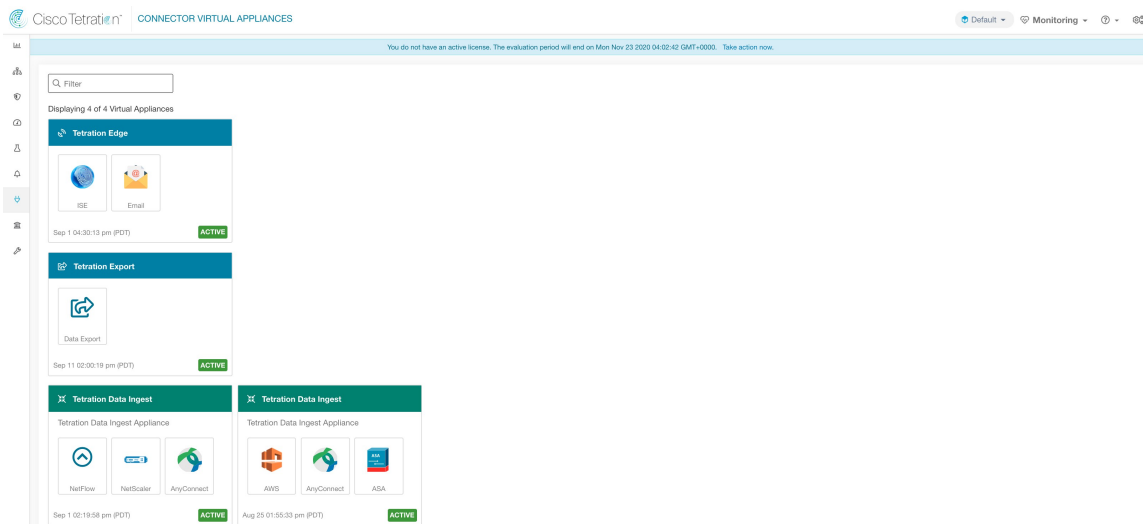 Cisco Tetration™ CONNECTOR VIRTUAL APPLIANCES Default Monitoring
You do not have an active license. The evaluation period will end on Mon Nov 23 2020 04:02:42 GMT+0000. Take action now.
Filter
Displaying 4 of 4 Virtual Appliances
Tetration Edge
ISE Email
Sep 1 04:30:13 pm (PDT) ACTIVE
Tetration Export
Data Export
Sep 11 02:00:19 pm (PDT) ACTIVE
Tetration Data Ingest
Tetration Data Ingest Appliance
NetFlow NetScaler AnyConnect
Sep 1 02:19:58 pm (PDT) ACTIVE
Tetration Data Ingest
Tetration Data Ingest Appliance
ASA
AWS AnyConnect ASA
Aug 25 01:55:33 pm (PDT) ACTIVE